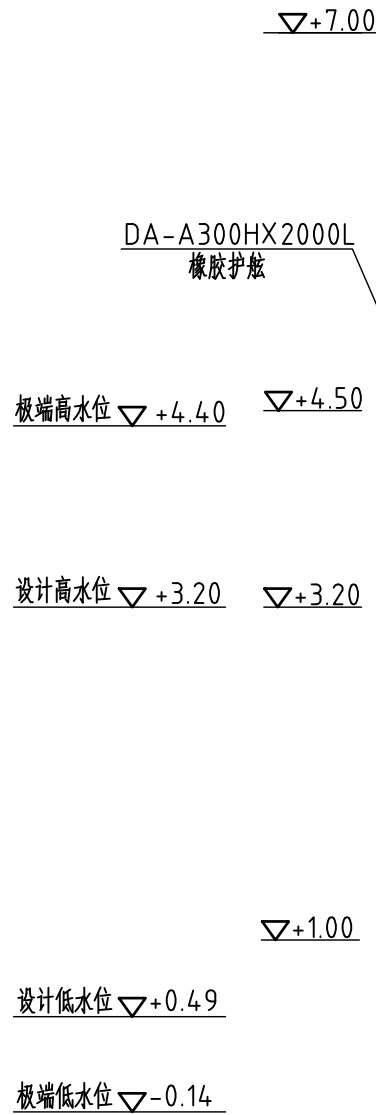 +7.00
DA-A300HX2000L
橡胶护舷
极端高水位 +4.40 +4.50
设计高水位 +3.20 +3.20
+1.00
设计低水位 +0.49
极端低水位 -0.14